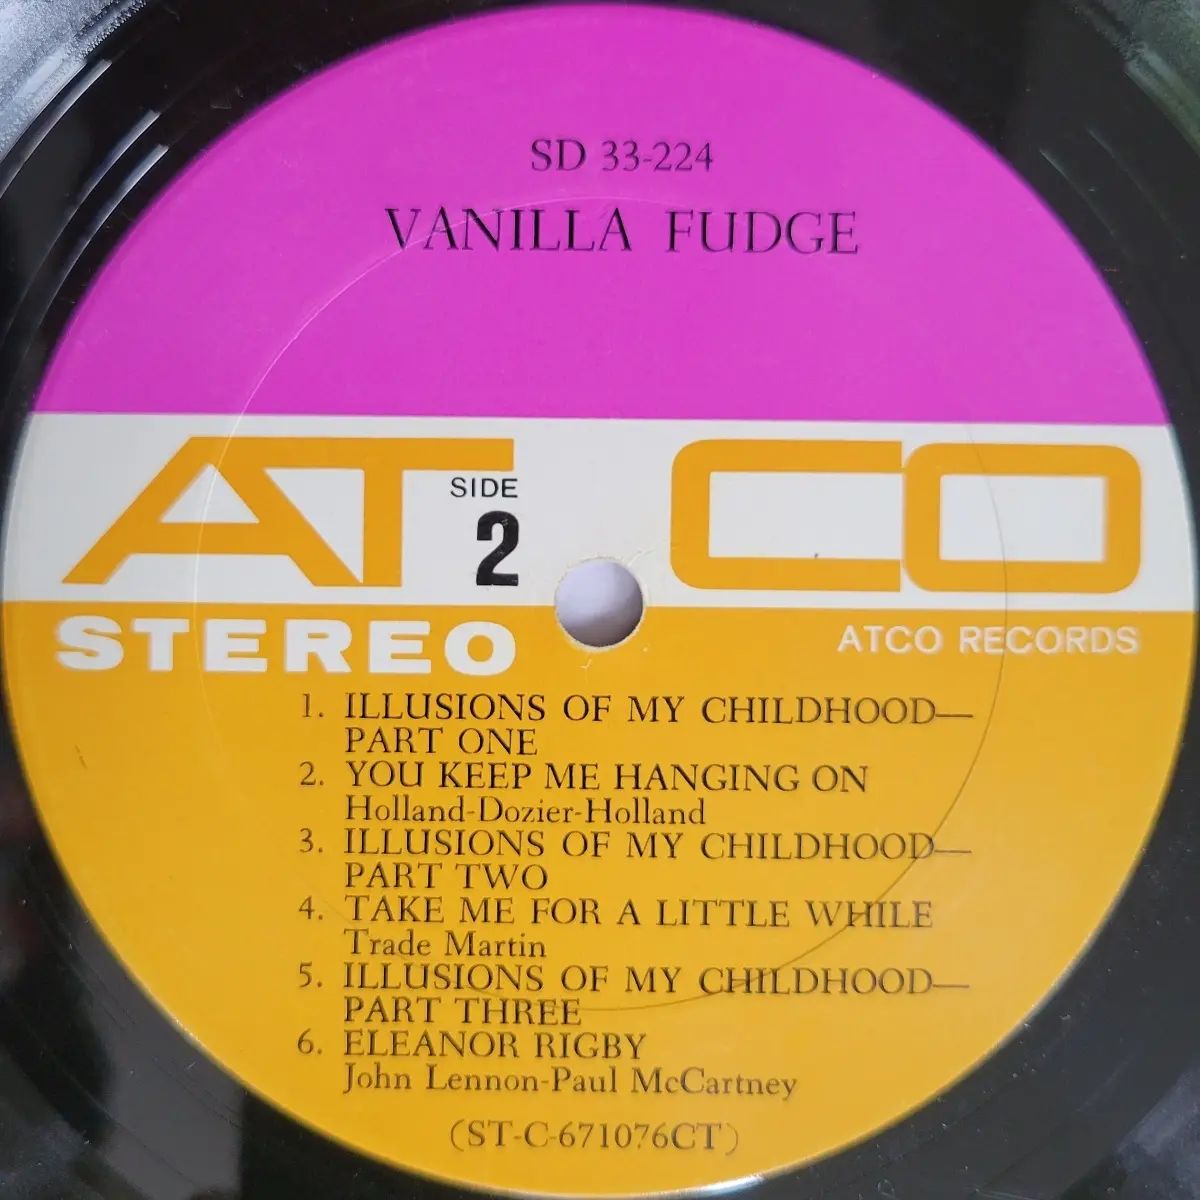 SD 33-224
VANILLA FUDGE
ATCO
SIDE
2
STEREO
ATCO RECORDS
1. ILLUSIONS OF MY CHILDHOOD—
PART ONE
2. YOU KEEP ME HANGING ON
Holland-Dozier-Holland
3. ILLUSIONS OF MY CHILDHOOD—
PART TWO
4. TAKE ME FOR A LITTLE WHILE
Trade Martin
5. ILLUSIONS OF MY CHILDHOOD—
PART THREE
6. ELEANOR RIGBY
John Lennon-Paul McCartney
(ST-C-671076CT)